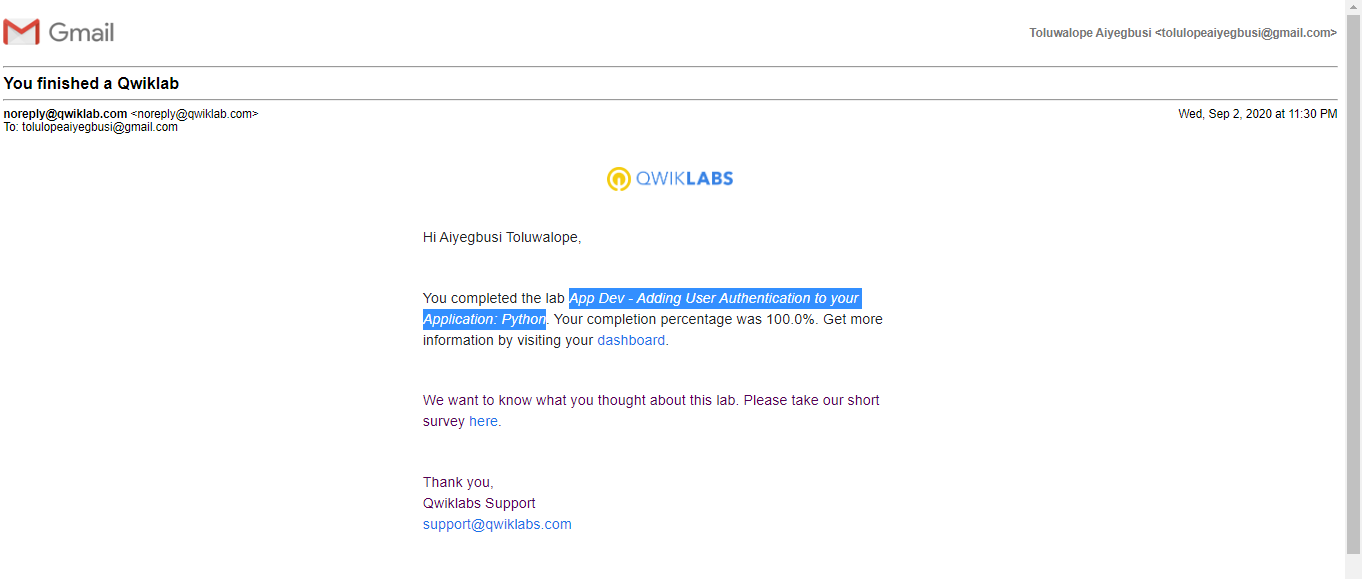 Gmail
Toluwalope Aiyegbusi <tolulopeaiyegbusi@gmail.com>
You finished a Qwiklab
noreply@qwiklab.com <noreply@qwiklab.com>
Wed, Sep 2, 2020 at 11:30 PM
To: tolulopeaiyegbusi@gmail.com
QWIKLABS
Hi Aiyegbusi Toluwalope,
You completed the lab App Dev - Adding User Authentication to your
Application: Python. Your completion percentage was 100.0%. Get more
information by visiting your dashboard.
We want to know what you thought about this lab. Please take our short
survey here.
Thank you,
Qwiklabs Support
support@qwiklabs.com